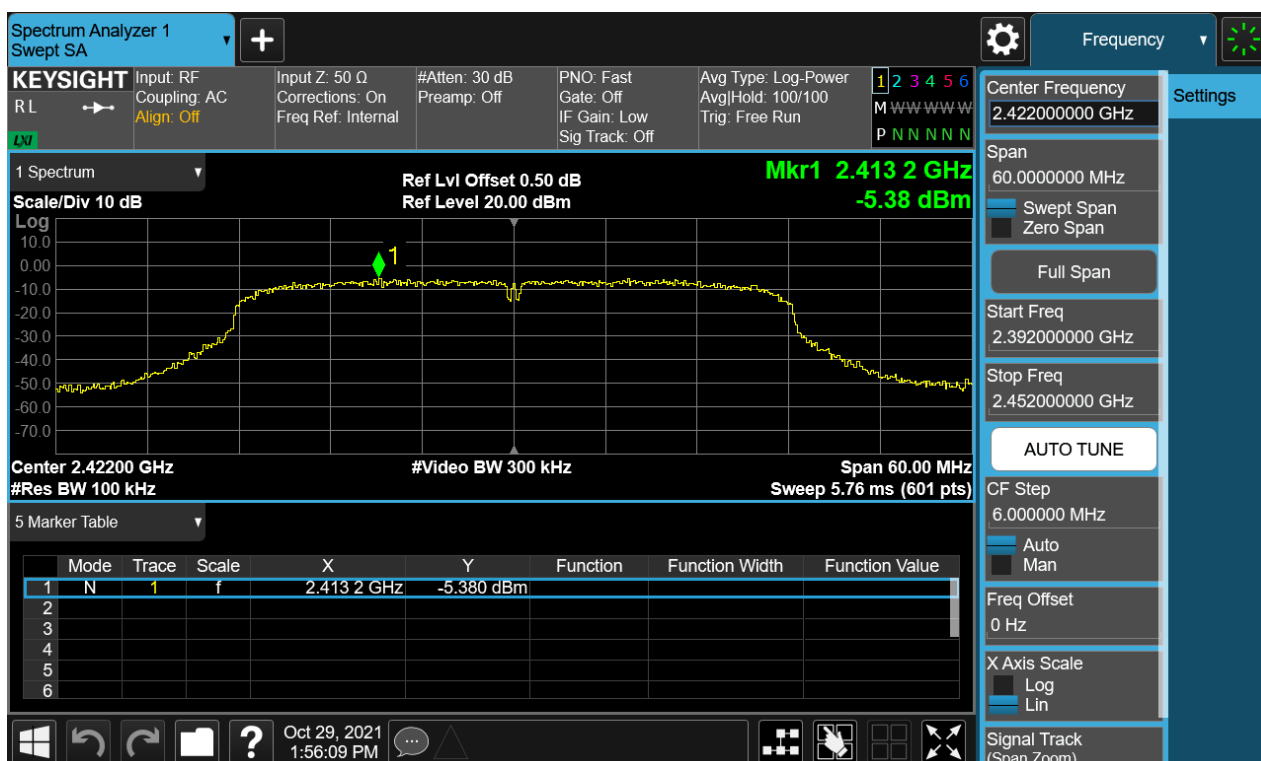 Spectrum Analyzer 1
Swept SA
Frequency
KEYSIGHT
R L
LXI
Input: RF
Coupling: AC
Align: Off
Input Z: 50 Ω
Corrections: On
Freq Ref: Internal
#Atten: 30 dB
Preamp: Off
PNO: Fast
Gate: Off
IF Gain: Low
Sig Track: Off
Avg Type: Log-Power
Avg|Hold: 100/100
Trig: Free Run
1 2 3 4 5 6
M W W W W W
P N N N N N
1 Spectrum
Scale/Div 10 dB
Ref Lvl Offset 0.50 dB
Ref Level 20.00 dBm
Mkr1 2.413 2 GHz
-5.38 dBm
Log
10.0
0.00
-10.0
-20.0
-30.0
-40.0
-50.0
-60.0
-70.0
1
Center 2.42200 GHz
#Video BW 300 kHz
Span 60.00 MHz
#Res BW 100 kHz
Sweep 5.76 ms (601 pts)
5 Marker Table
Mode Trace Scale X Y Function Function Width Function Value
1 N 1 f 2.413 2 GHz -5.380 dBm
2
3
4
5
6
Oct 29, 2021
1:56:09 PM
Settings
Center Frequency
2.422000000 GHz
Span
60.0000000 MHz
Swept Span
Zero Span
Full Span
Start Freq
2.392000000 GHz
Stop Freq
2.452000000 GHz
AUTO TUNE
CF Step
6.000000 MHz
Auto
Man
Freq Offset
0 Hz
X Axis Scale
Log
Lin
Signal Track
(Span Zoom)